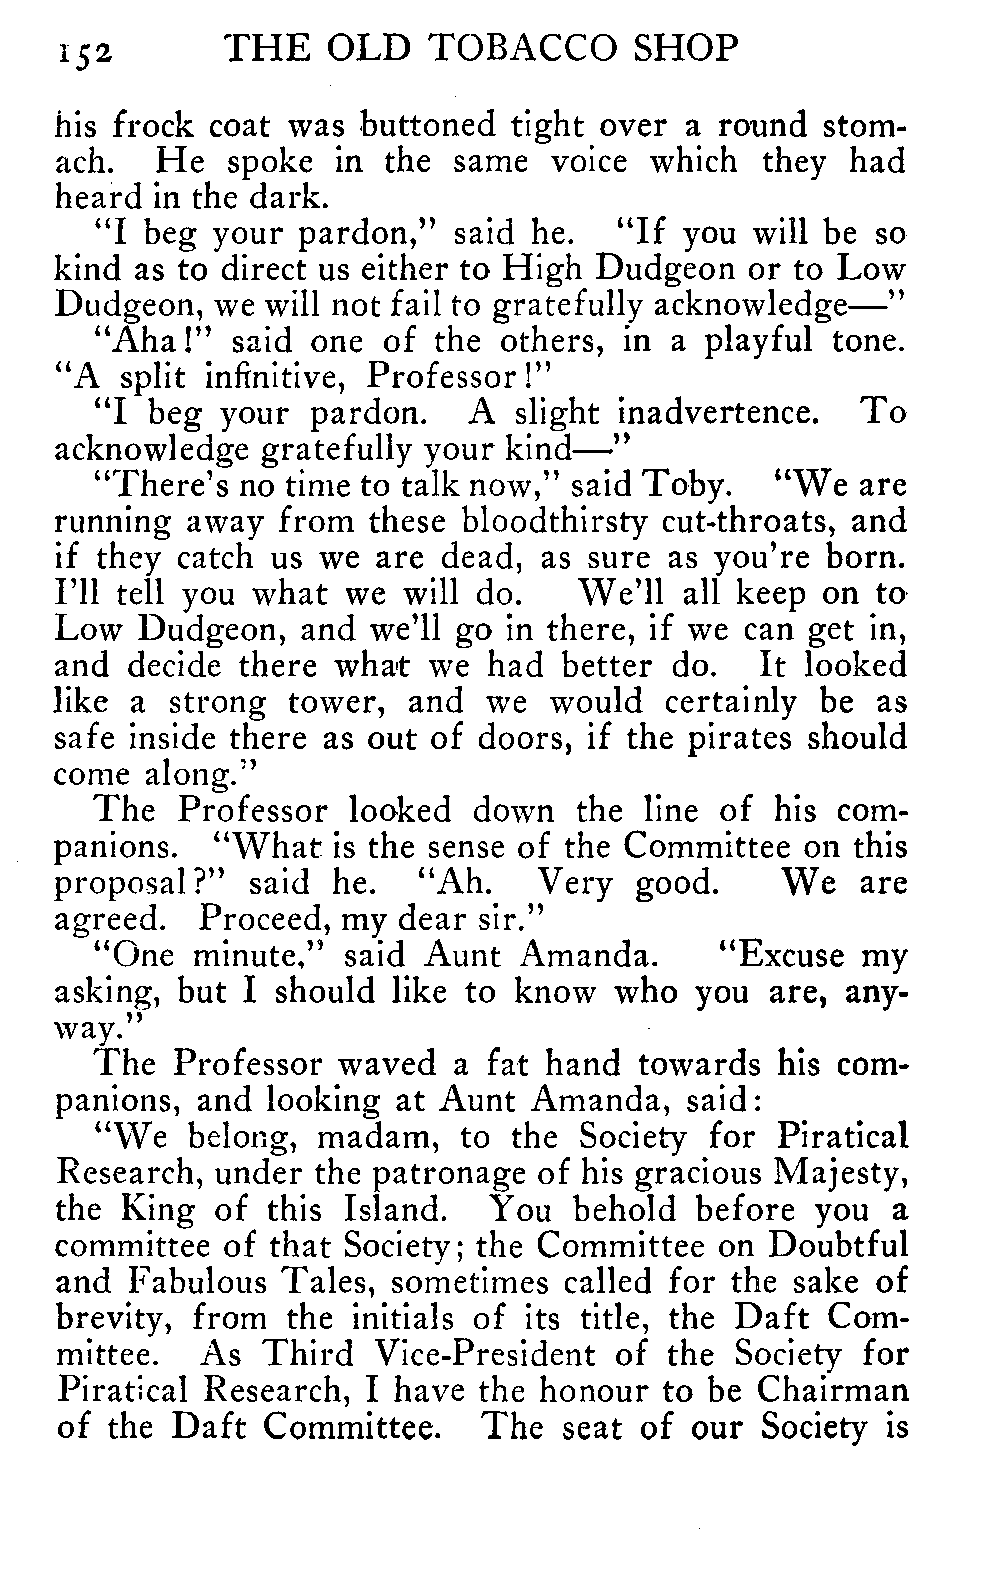 152 THE OLD TOBACCO SHOP
his frock coat was buttoned tight over a round stom-
ach. He spoke in the same voice which they had
heard in the dark.
"I beg your pardon," said he. "If you will be so
kind as to direct us either to High Dudgeon or to Low
Dudgeon, we will not fail to gratefully acknowledge—"
"Aha!" said one of the others, in a playful tone.
"A split infinitive, Professor!"
"I beg your pardon. A slight inadvertence. To
acknowledge gratefully your kind—"
"There's no time to talk now," said Toby. "We are
running away from these bloodthirsty cut-throats, and
if they catch us we are dead, as sure as you're born.
I'll tell you what we will do. We'll all keep on to
Low Dudgeon, and we'll go in there, if we can get in,
and decide there what we had better do. It looked
like a strong tower, and we would certainly be as
safe inside there as out of doors, if the pirates should
come along."
The Professor looked down the line of his com-
panions. "What is the sense of the Committee on this
proposal?" said he. "Ah. Very good. We are
agreed. Proceed, my dear sir."
"One minute," said Aunt Amanda. "Excuse my
asking, but I should like to know who you are, any-
way."
The Professor waved a fat hand towards his com-
panions, and looking at Aunt Amanda, said:
"We belong, madam, to the Society for Piratical
Research, under the patronage of his gracious Majesty,
the King of this Island. You behold before you a
committee of that Society; the Committee on Doubtful
and Fabulous Tales, sometimes called for the sake of
brevity, from the initials of its title, the Daft Com-
mittee. As Third Vice-President of the Society for
Piratical Research, I have the honour to be Chairman
of the Daft Committee. The seat of our Society is